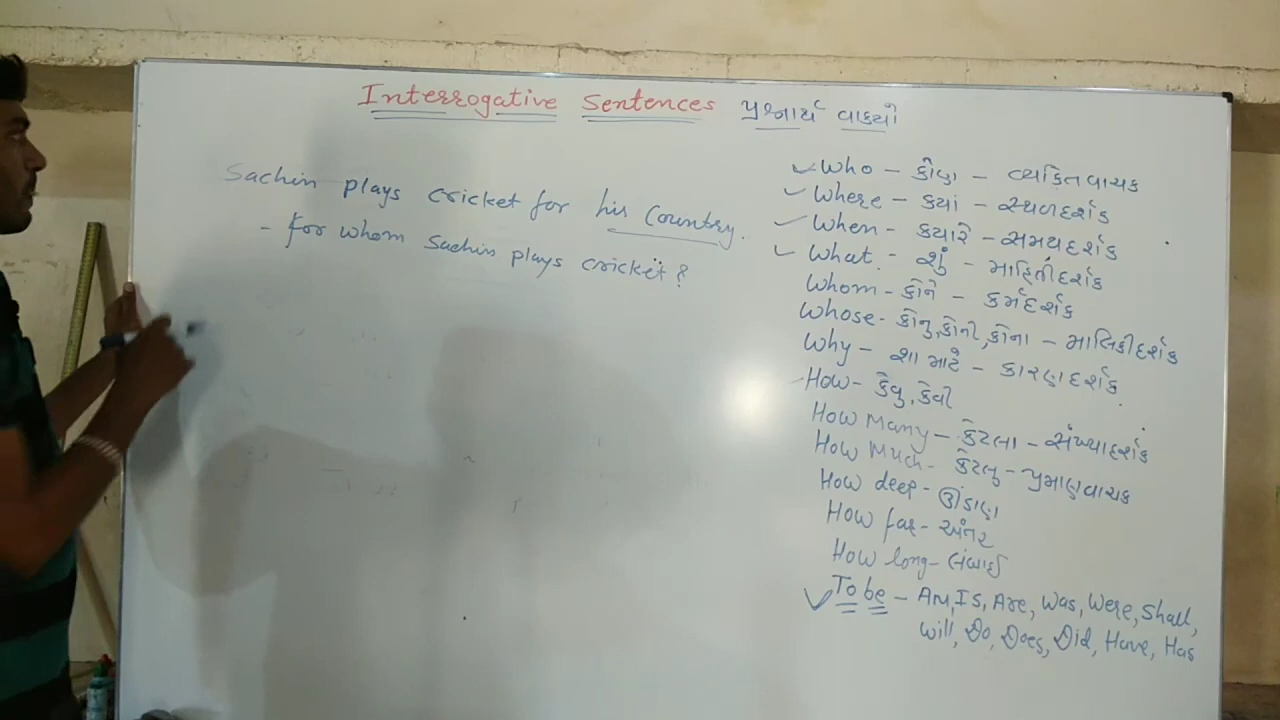 Interrogative Sentences પ્રશ્નાર્થ વાક્યો
Sachin plays cricket for his Country.
- for whom Sachin plays cricket ?
✓ Who - કોણ - વ્યકિતવાચક
✓ Where - કયાં - સ્થળદર્શક
✓ When - કયારે - સમયદર્શક
✓ What - શું - માહિતીદર્શક
Whom - કોને - કર્મદર્શક
Whose - કોનુ, કોની, કોના - માલિકીદર્શક
Why - શા માટે - કારણદર્શક
How - કેવુ, કેવી
How Many - કેટલા - સંખ્યાદર્શક
How Much - કેટલુ - પ્રમાણવાચક
How deep - ઊંડાણ
How far - અંતર
How long - લંબાઈ
✓ To be - Am, Is, Are, Was, Were, Shall,
Will, Do, Does, Did, Have, Has